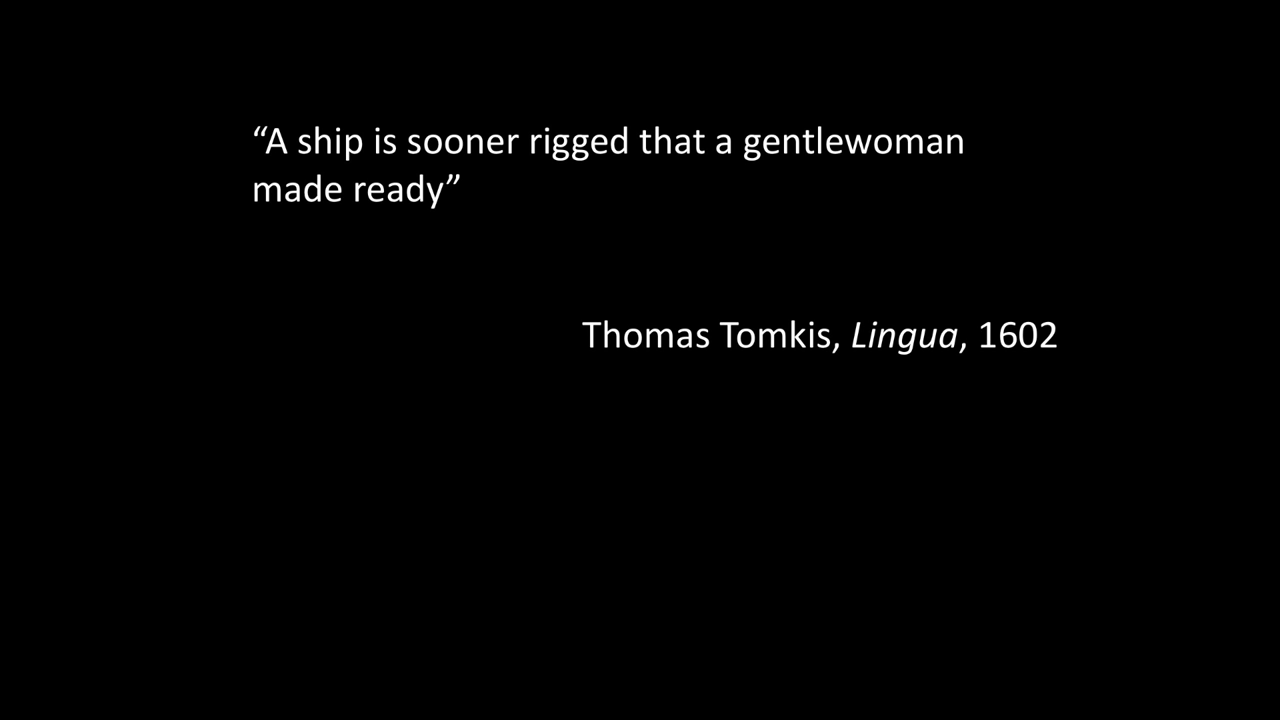 “A ship is sooner rigged that a gentlewoman
made ready”
Thomas Tomkis, Lingua, 1602